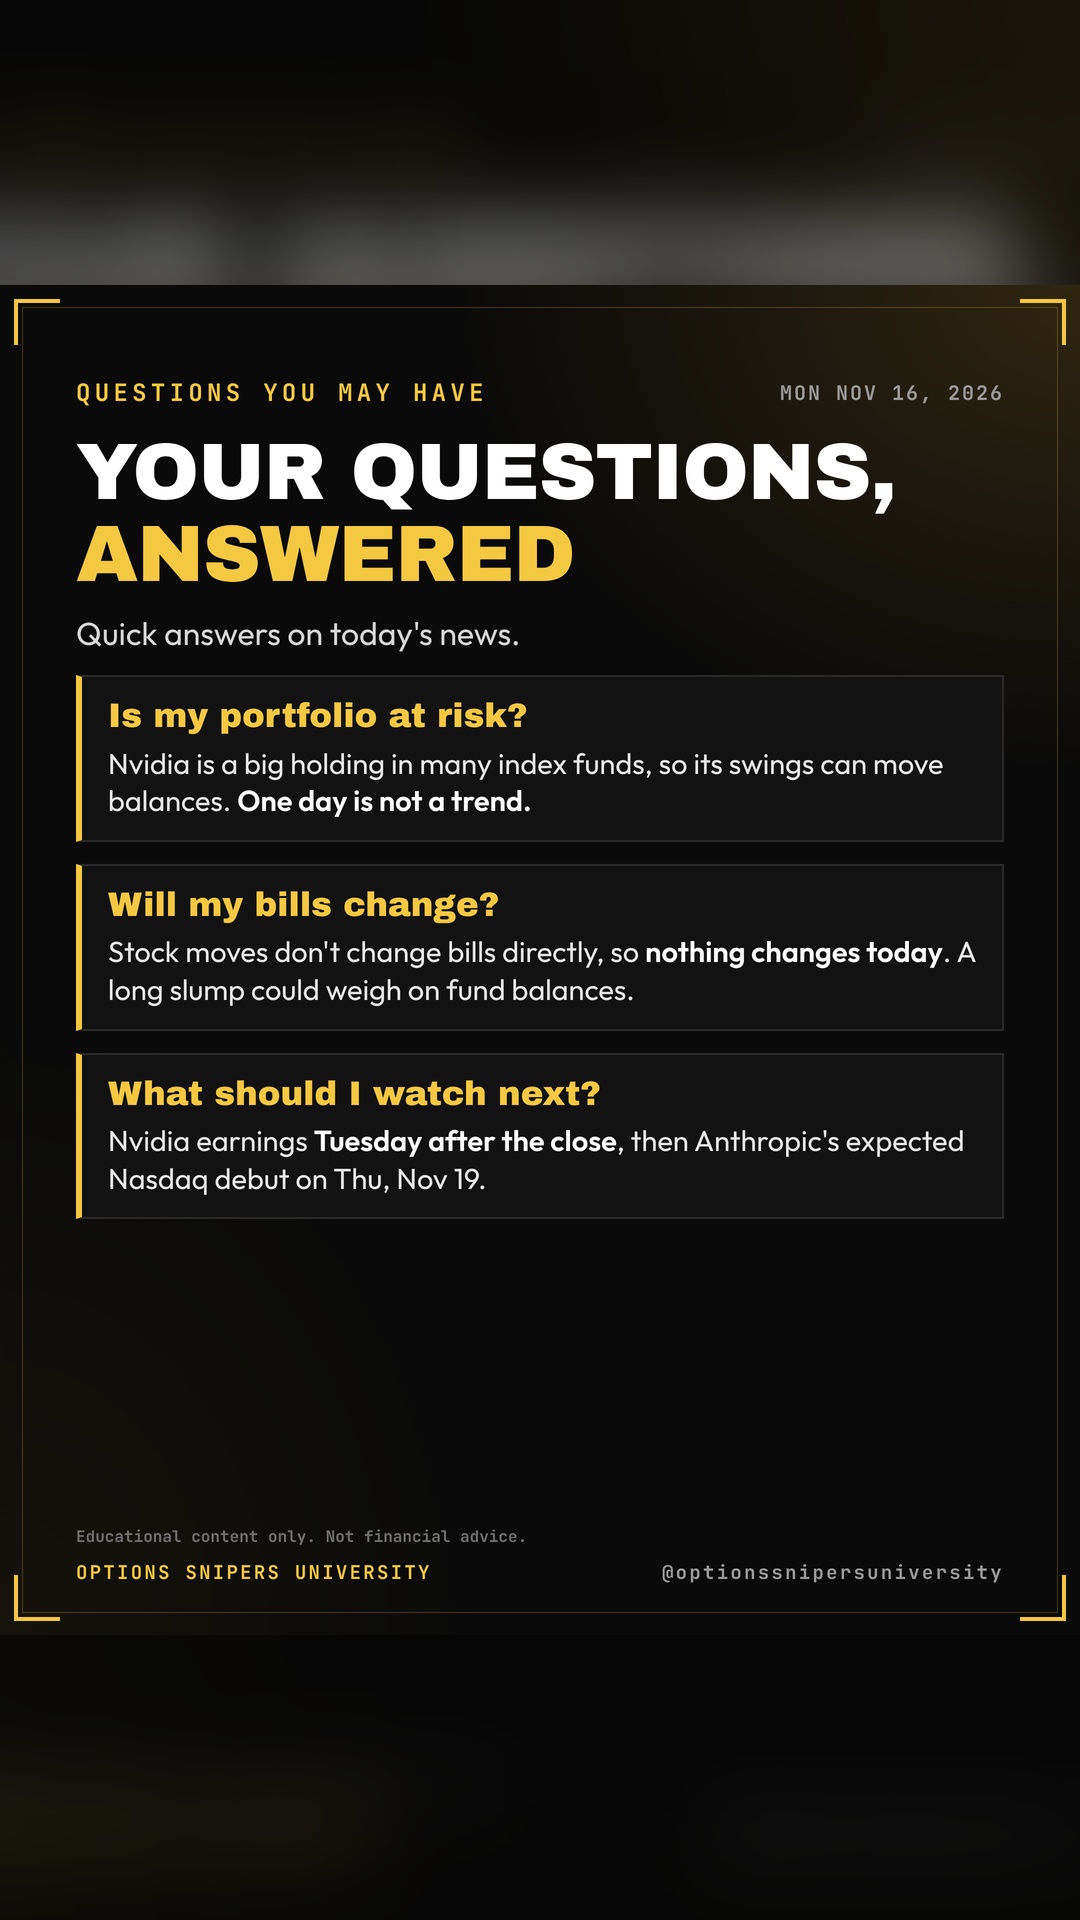 QUESTIONS YOU MAY HAVE
MON NOV 16, 2026
YOUR QUESTIONS,
ANSWERED
Quick answers on today's news.
Is my portfolio at risk?
Nvidia is a big holding in many index funds, so its swings can move
balances. One day is not a trend.
Will my bills change?
Stock moves don't change bills directly, so nothing changes today. A
long slump could weigh on fund balances.
What should I watch next?
Nvidia earnings Tuesday after the close, then Anthropic's expected
Nasdaq debut on Thu, Nov 19.
Educational content only. Not financial advice.
OPTIONS SNIPERS UNIVERSITY
@optionssnipersuniversity